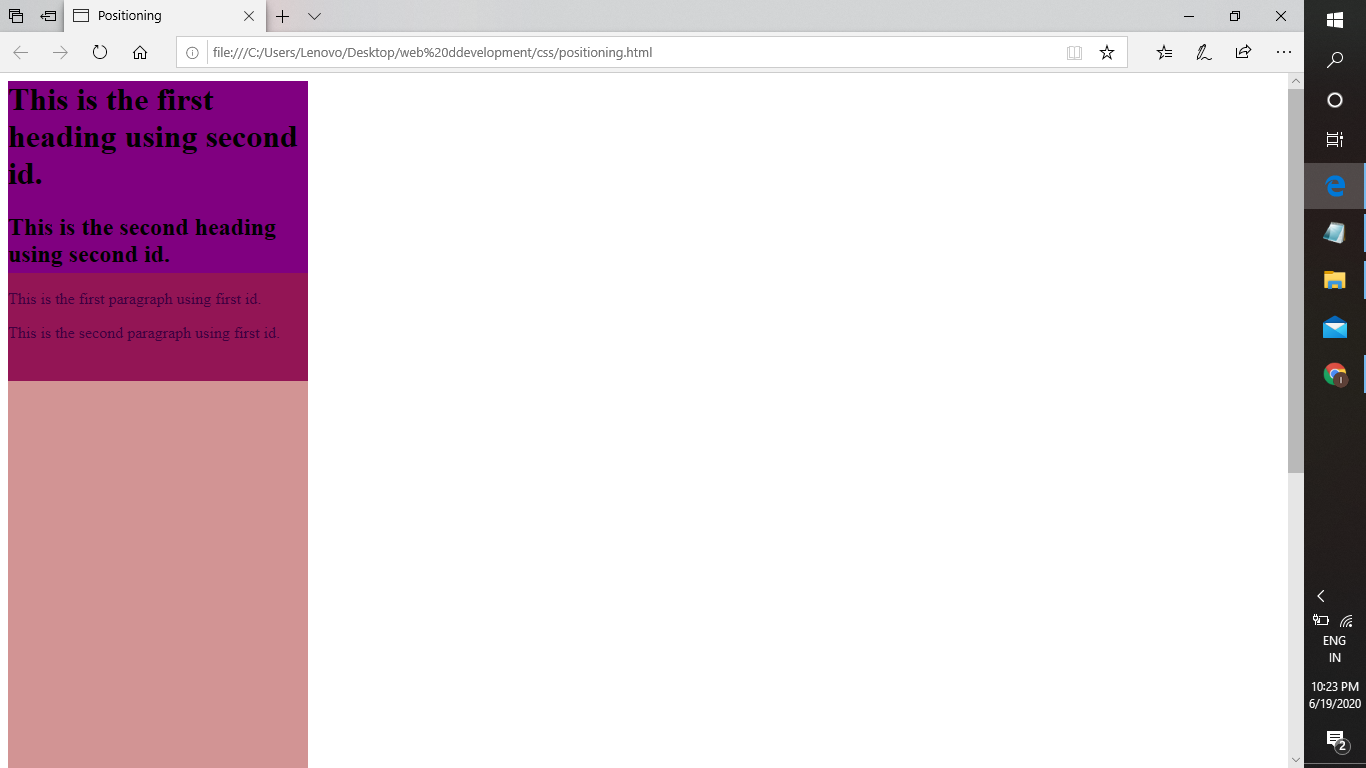 Positioning
file:///C:/Users/Lenovo/Desktop/web%20ddevelopment/css/positioning.html
This is the first
heading using second
id.
This is the second heading
using second id.
This is the first paragraph using first id.
This is the second paragraph using first id.
I
ENG
IN
10:23 PM
6/19/2020
2